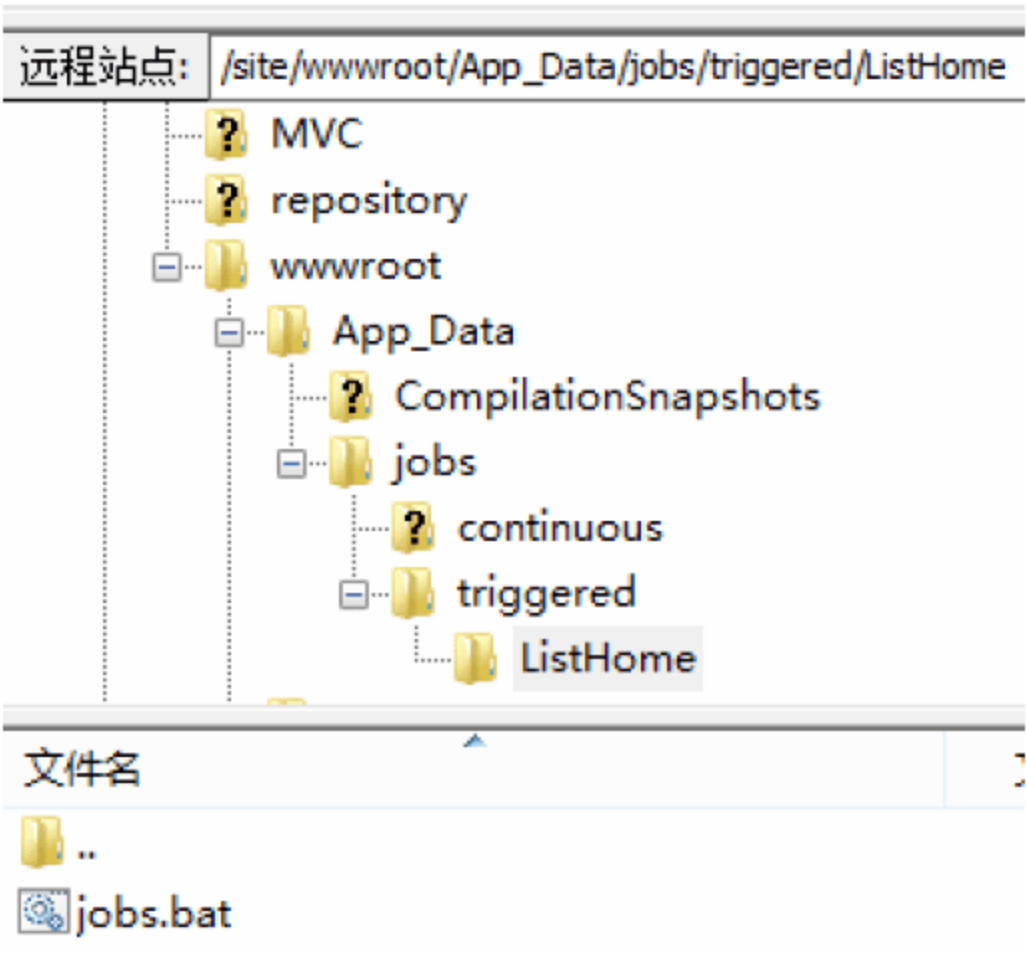 远程站点: /site/wwwroot/App_Data/jobs/triggered/ListHome
MVC
repository
wwwroot
App_Data
CompilationSnapshots
jobs
continuous
triggered
ListHome
文件名
..
jobs.bat